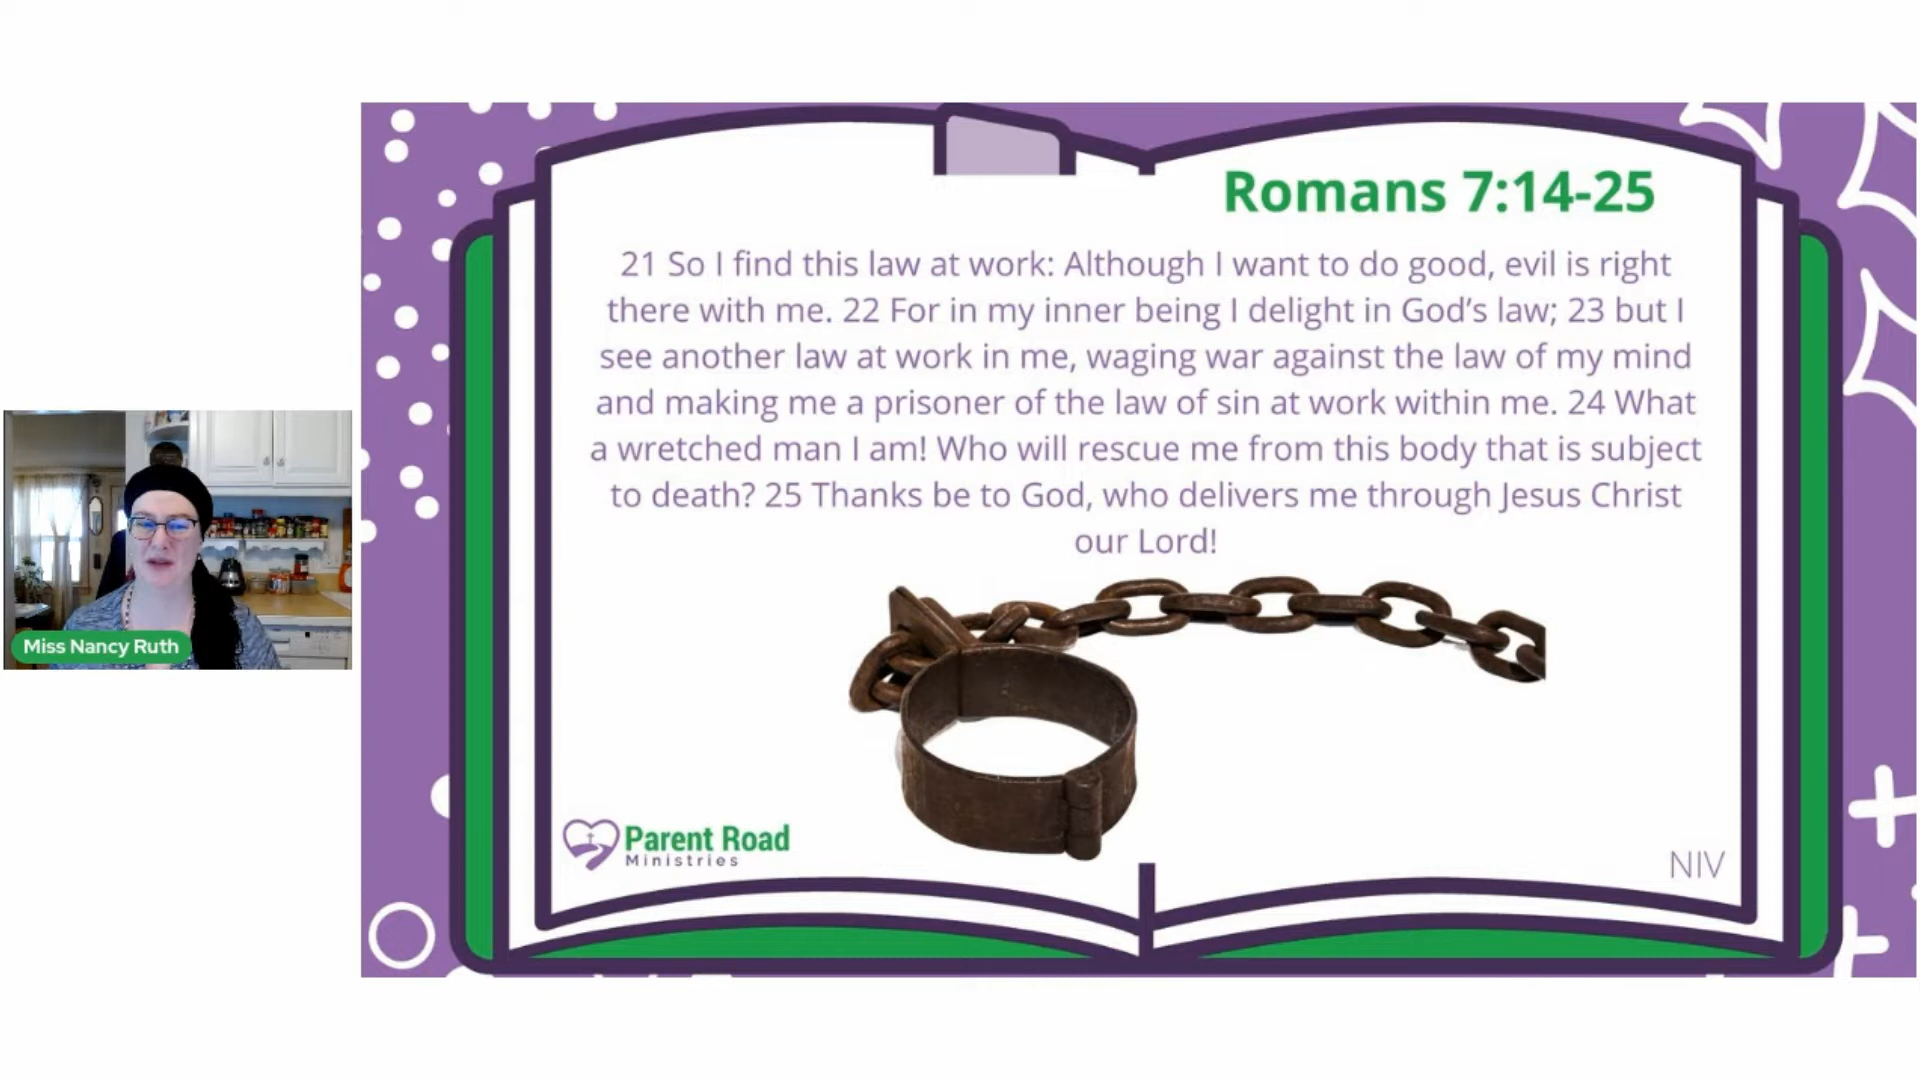 Romans 7:14-25
21 So I find this law at work: Although I want to do good, evil is right
there with me. 22 For in my inner being I delight in God’s law; 23 but I
see another law at work in me, waging war against the law of my mind
and making me a prisoner of the law of sin at work within me. 24 What
a wretched man I am! Who will rescue me from this body that is subject
to death? 25 Thanks be to God, who delivers me through Jesus Christ
our Lord!
Miss Nancy Ruth
Parent Road
Ministries
NIV